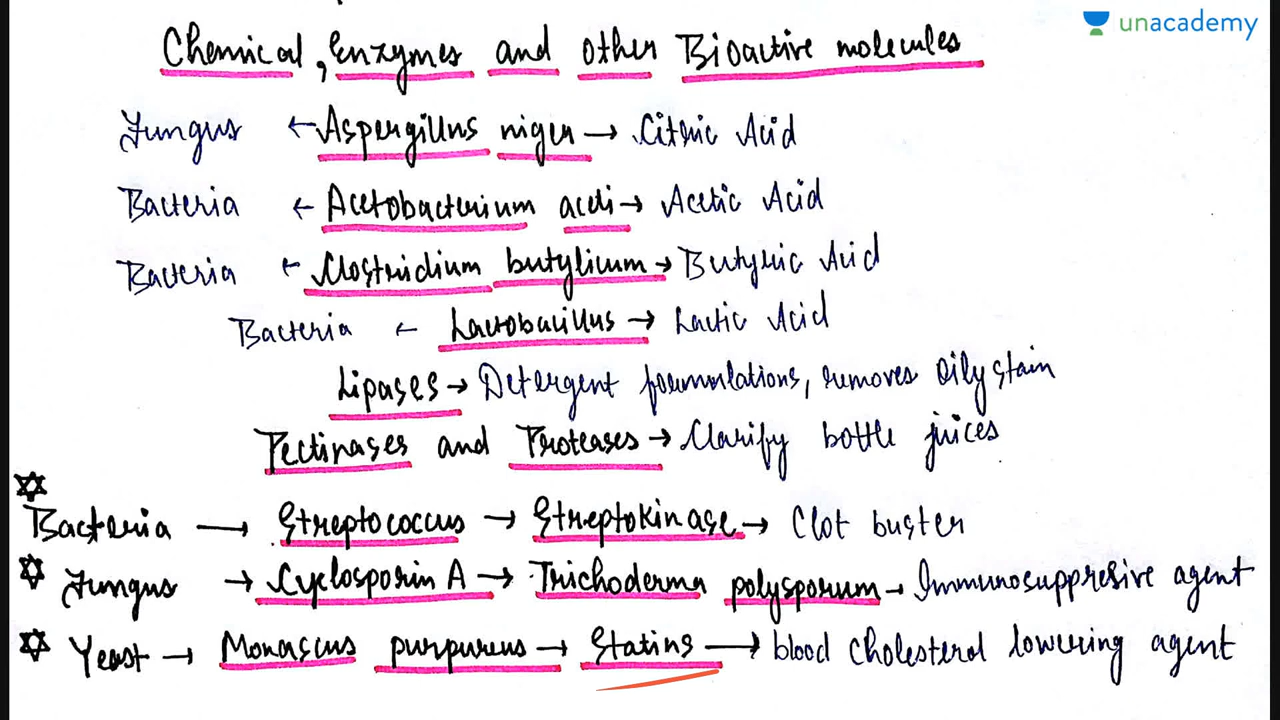 unacademy
Chemical, Enzymes and other Bioactive molecules
Fungus ← Aspergillus niger → Citric Acid
Bacteria ← Acetobacterium aceti → Acetic Acid
Bacteria ← Clostridium butylicum → Butyric Acid
Bacteria ← Lactobacillus → Lactic Acid
Lipases → Detergent formulations, removes oily stain
Pectinases and Proteases → Clarify bottle juices
Bacteria → Streptococcus → Streptokinase → Clot buster
Fungus → Cyclosporin A → Trichoderma polysporum → Immunosuppresive agent
Yeast → Monascus purpureus → Statins → blood cholesterol lowering agent